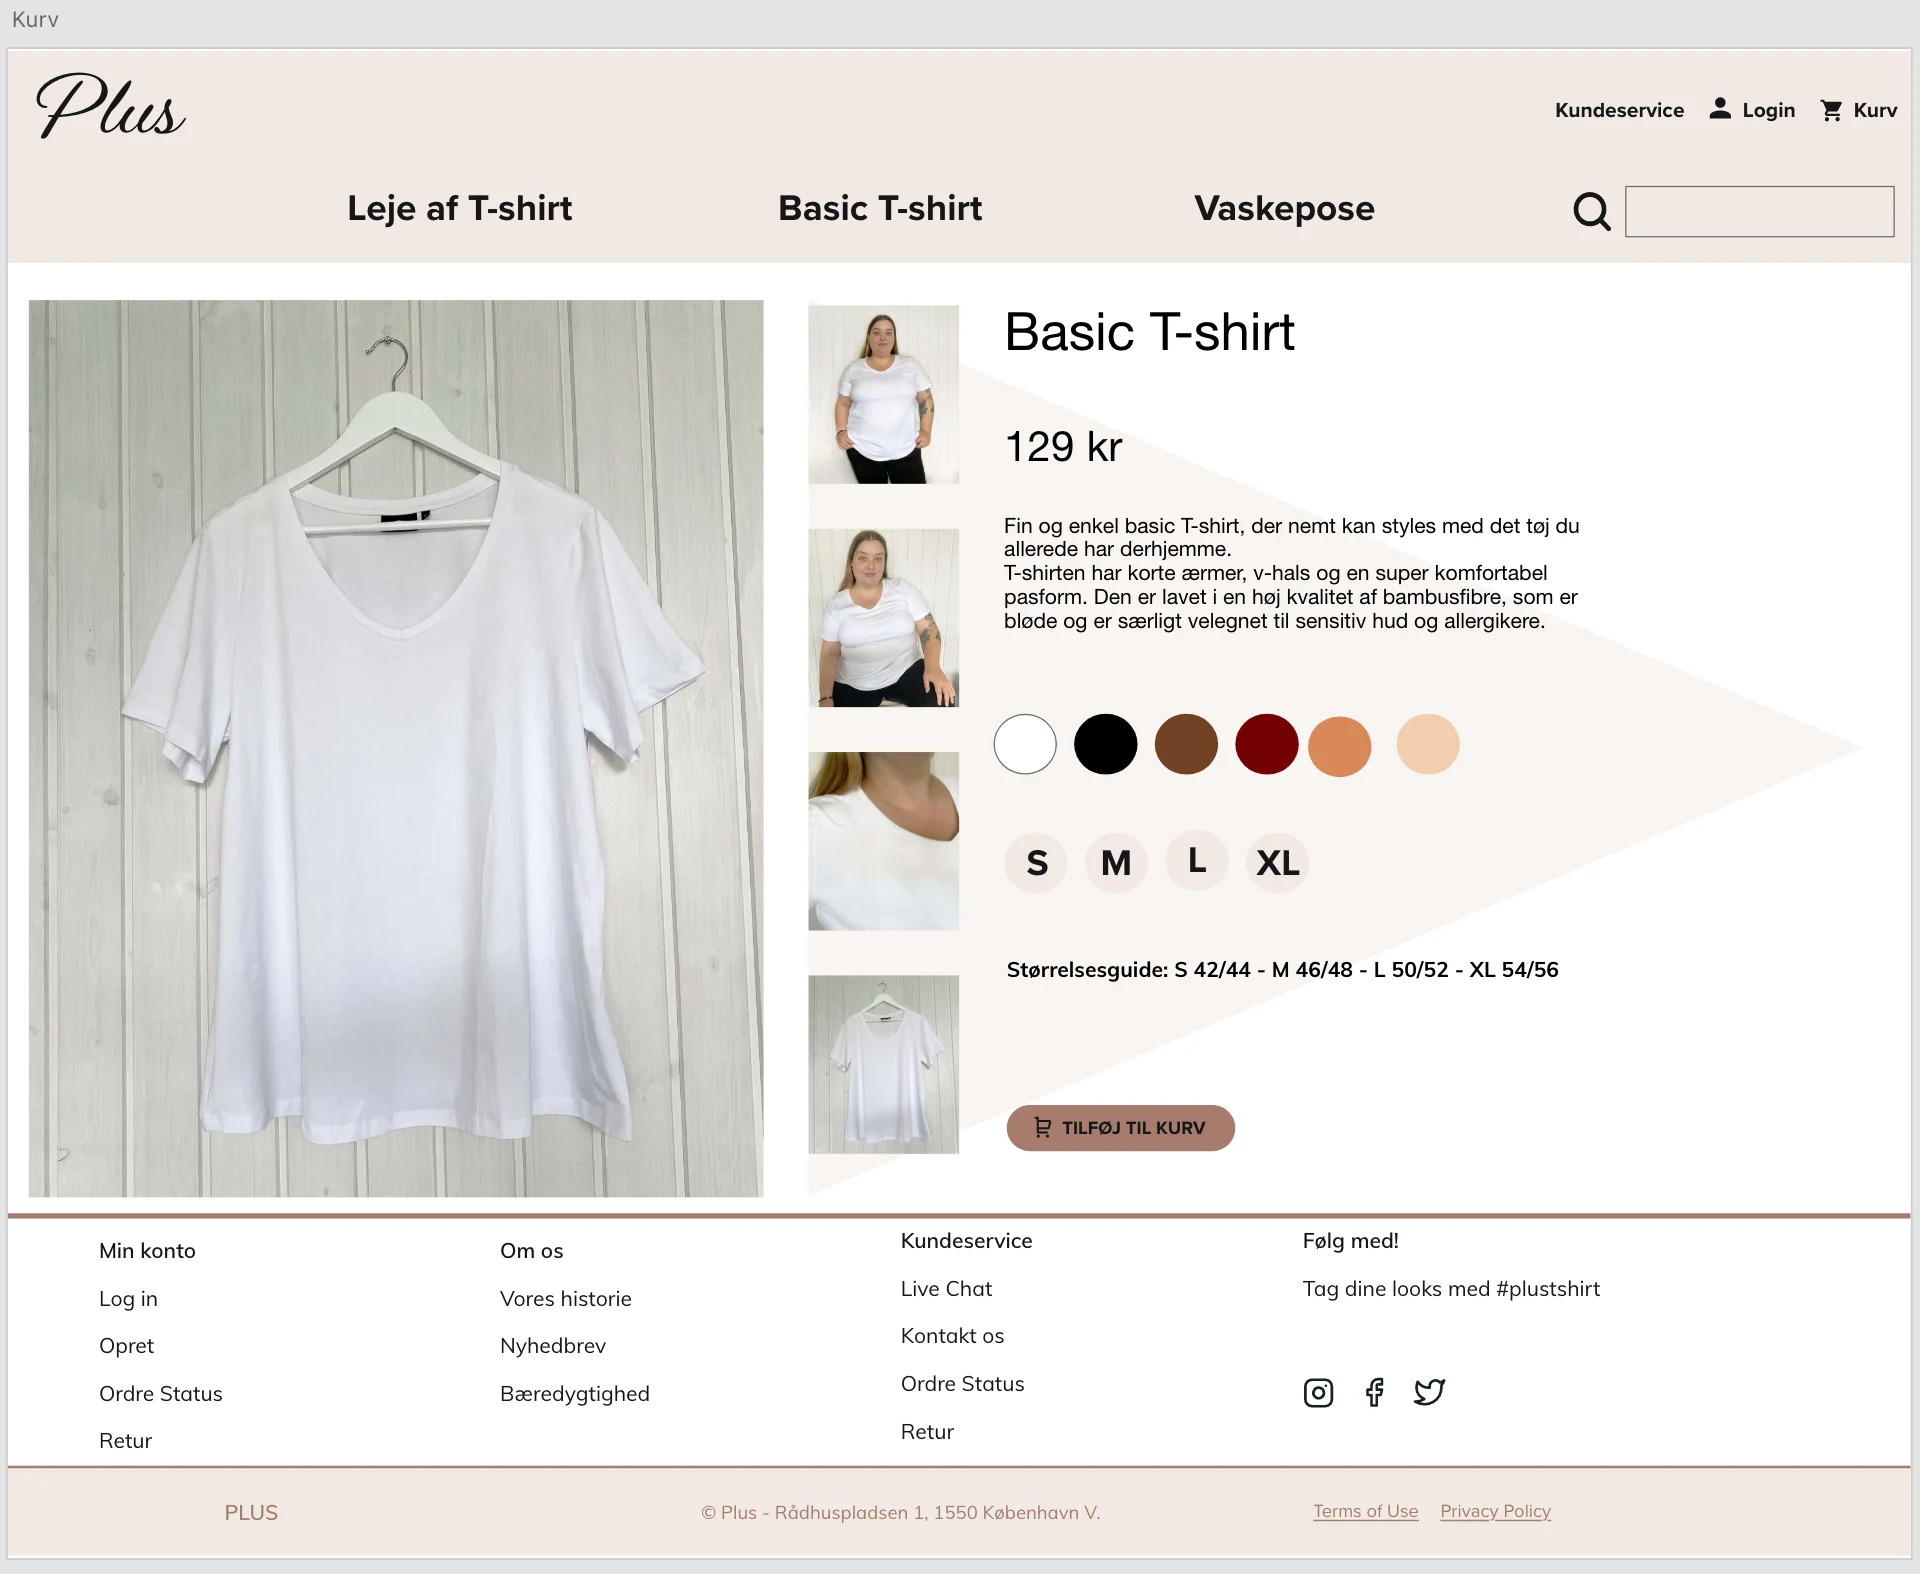 Kurv
Plus
Kundeservice Login Kurv
Leje af T-shirt Basic T-shirt Vaskepose
Basic T-shirt
129 kr
Fin og enkel basic T-shirt, der nemt kan styles med det tøj du
allerede har derhjemme.
T-shirten har korte ærmer, v-hals og en super komfortabel
pasform. Den er lavet i en høj kvalitet af bambusfibre, som er
bløde og er særligt velegnet til sensitiv hud og allergikere.
S M L XL
Størrelsesguide: S 42/44 - M 46/48 - L 50/52 - XL 54/56
TILFØJ TIL KURV
Min konto
Log in
Opret
Ordre Status
Retur
Om os
Vores historie
Nyhedbrev
Bæredygtighed
Kundeservice
Live Chat
Kontakt os
Ordre Status
Retur
Følg med!
Tag dine looks med #plustshirt
PLUS
© Plus - Rådhuspladsen 1, 1550 København V.
Terms of Use Privacy Policy